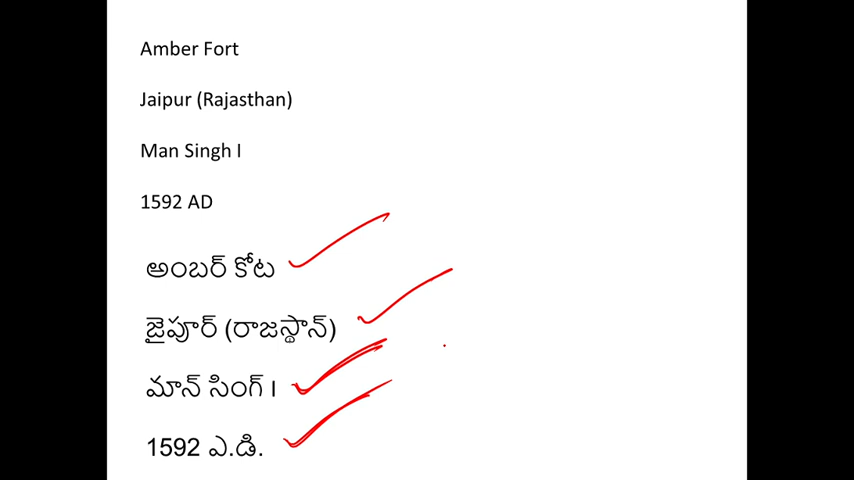 Amber Fort
Jaipur (Rajasthan)
Man Singh I
1592 AD
అంబర్ కోట
జైపూర్ (రాజస్థాన్)
మాన్ సింగ్ I
1592 ఎ.డి.